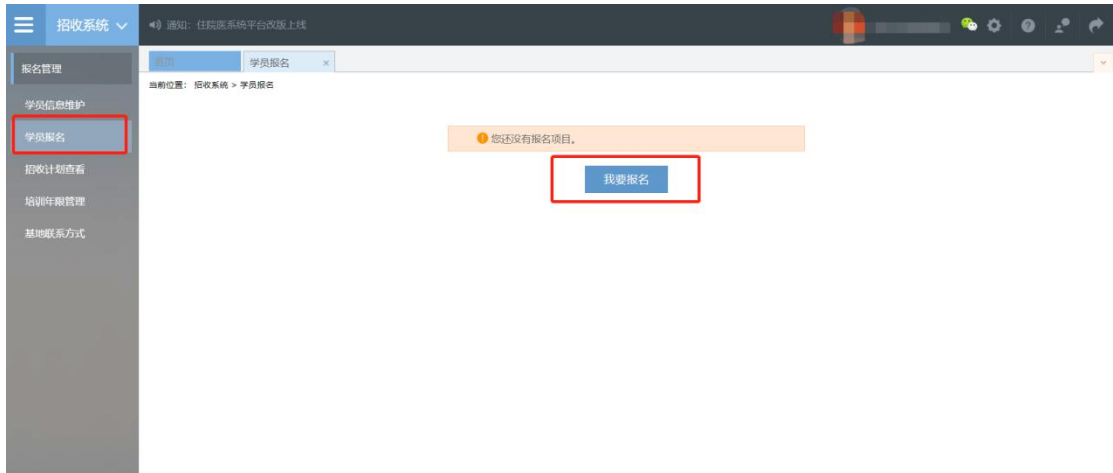 招收系统
通知：住院医系统平台改版上线
报名管理
首页
学员报名 ×
当前位置： 招收系统 > 学员报名
学员信息维护
学员报名
您还没有报名项目。
招收计划查看
我要报名
培训年限管理
基地联系方式